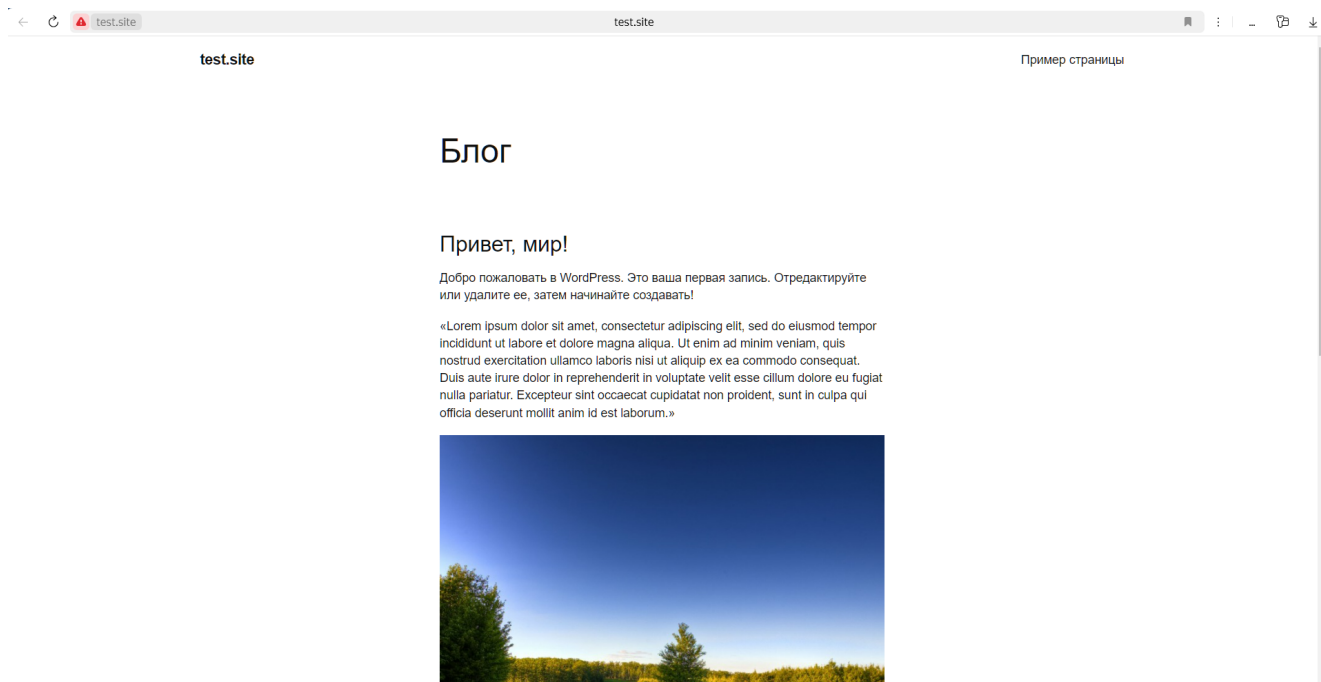 test.site
test.site
test.site
Пример страницы
Блог
Привет, мир!
Добро пожаловать в WordPress. Это ваша первая запись. Отредактируйте
или удалите ее, затем начинайте создавать!
«Lorem ipsum dolor sit amet, consectetur adipiscing elit, sed do eiusmod tempor
incididunt ut labore et dolore magna aliqua. Ut enim ad minim veniam, quis
nostrud exercitation ullamco laboris nisi ut aliquip ex ea commodo consequat.
Duis aute irure dolor in reprehenderit in voluptate velit esse cillum dolore eu fugiat
nulla pariatur. Excepteur sint occaecat cupidatat non proident, sunt in culpa qui
officia deserunt mollit anim id est laborum.»